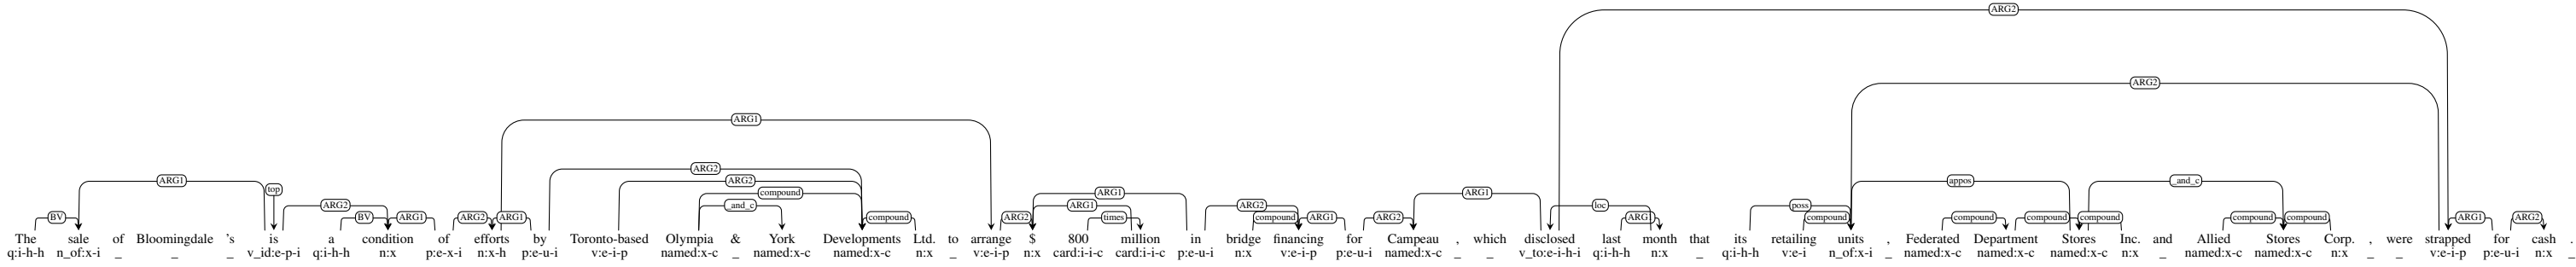 ARG2
ARG2
ARG1
ARG2
ARG1 ARG2 appos _and_c
top
compound ARG1 ARG1
ARG2 _and_c ARG1 ARG2 loc poss
BV BV ARG1 ARG2 ARG1 compound ARG2 times compound ARG1 ARG2 ARG1 compound compound compound compound compound compound ARG1 ARG2
The sale of Bloomingdale 's is a condition of efforts by Toronto-based Olympia & York Developments Ltd. to arrange $ 800 million in bridge financing for Campeau , which disclosed last month that its retailing units , Federated Department Stores Inc. and Allied Stores Corp. , were strapped for cash .
q:i-h-h n_of:x-i _ _ _ v_id:e-p-i q:i-h-h n:x p:e-x-i n:x-h p:e-u-i v:e-i-p named:x-c _ named:x-c named:x-c n:x _ v:e-i-p n:x card:i-i-c card:i-i-c p:e-u-i n:x v:e-i-p p:e-u-i named:x-c _ _ v_to:e-i-h-i q:i-h-h n:x _ q:i-h-h v:e-i n_of:x-i _ named:x-c named:x-c named:x-c n:x _ named:x-c named:x-c n:x _ _ v:e-i-p p:e-u-i n:x _